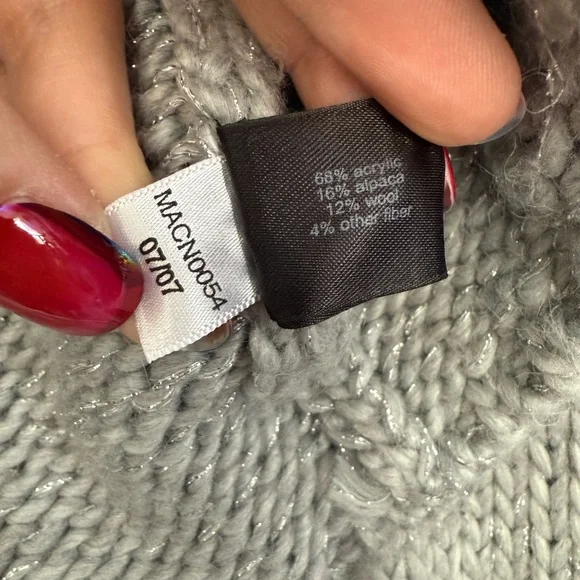 MACN0054
07/07
68% acrylic
16% alpaca
12% wool
4% other fiber